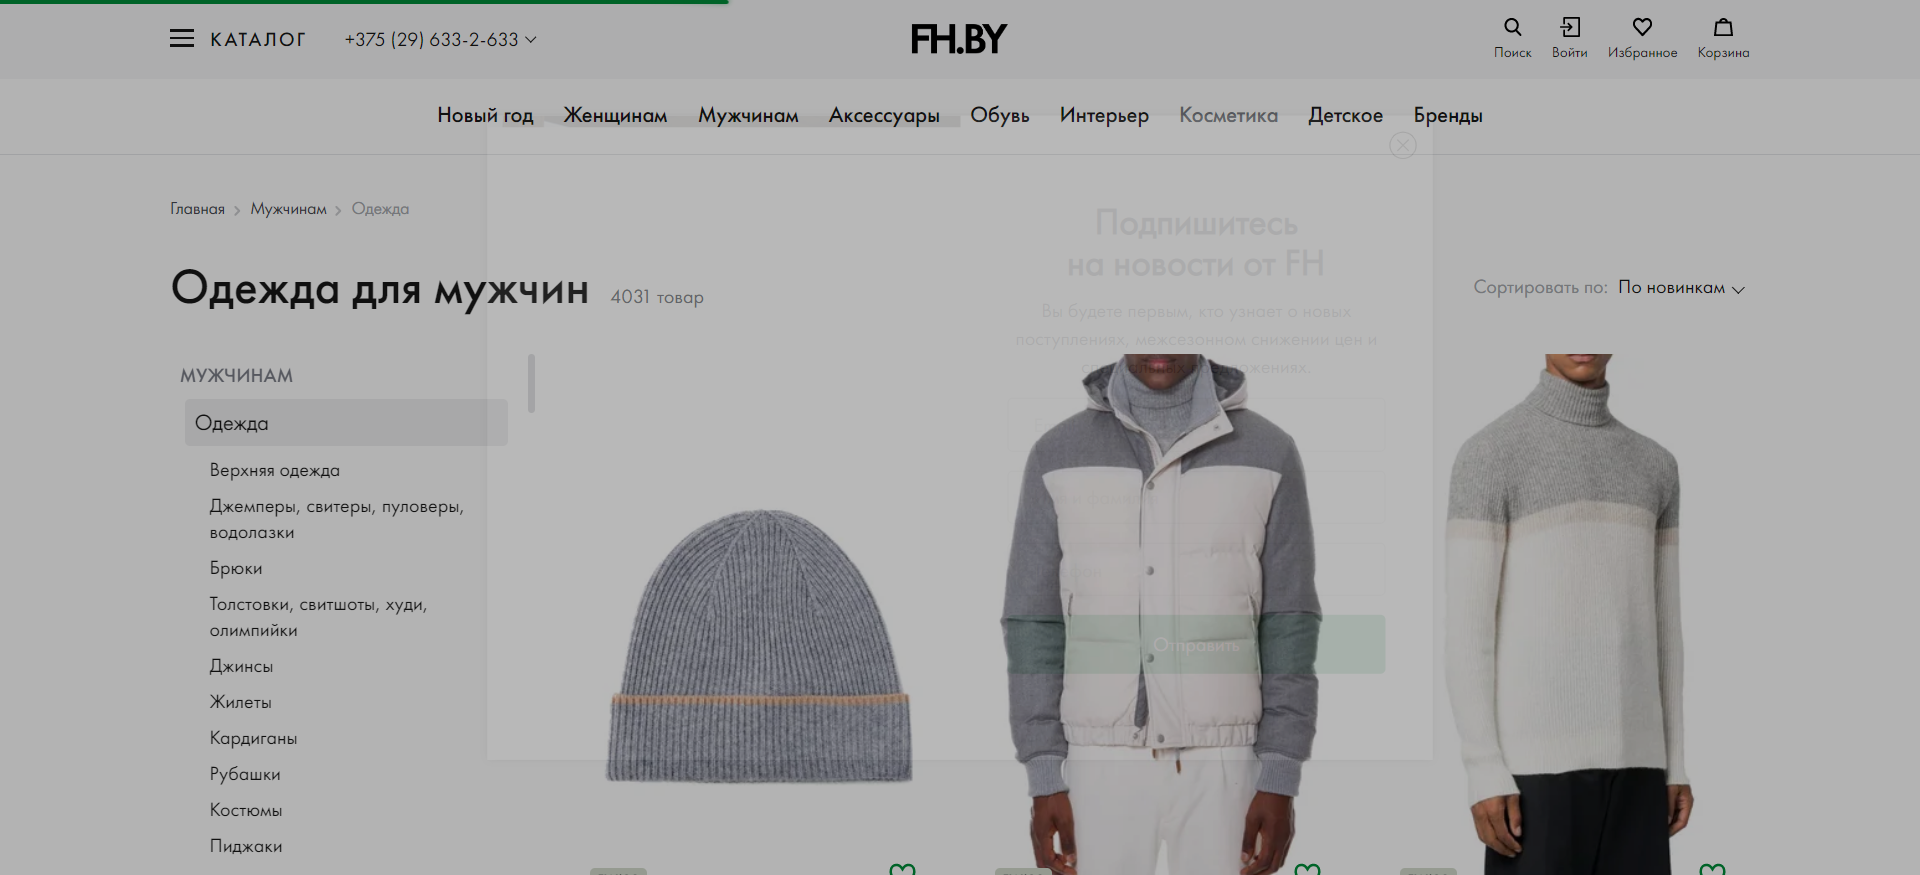 КАТАЛОГ
+375 (29) 633-2-633
FH.BY
Поиск
Войти
Избранное
Корзина
Новый год
Женщинам
Мужчинам
Аксессуары
Обувь
Интерьер
Косметика
Детское
Бренды
Главная
Мужчинам
Одежда
Одежда для мужчин
4031 товар
Сортировать по: По новинкам
МУЖЧИНАМ
Одежда
Верхняя одежда
Джемперы, свитеры, пуловеры,
водолазки
Брюки
Толстовки, свитшоты, худи,
олимпийки
Джинсы
Жилеты
Кардиганы
Рубашки
Костюмы
Пиджаки
Подпишитесь
на новости от FH
Вы будете первым, кто узнает о новых
поступлениях, межсезонном снижении цен и
Отправить